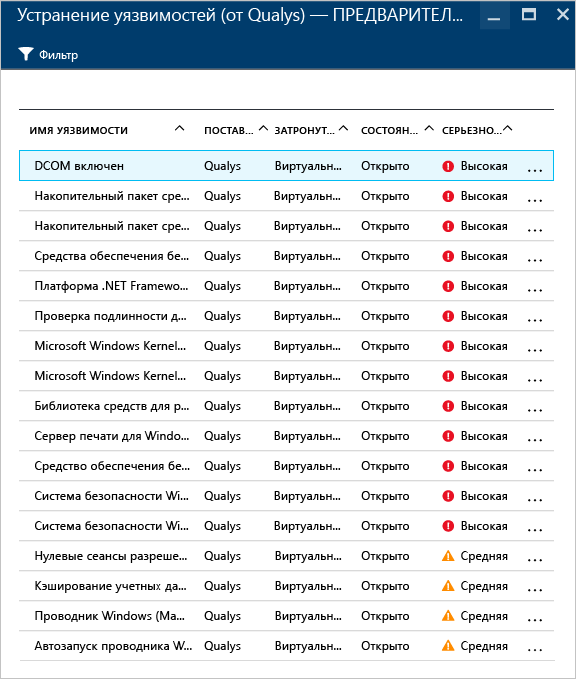 Устранение уязвимостей (от Qualys) — ПРЕДВАРИТЕЛ...
Фильтр
ИМЯ УЯЗВИМОСТИ ПОСТАВ... ЗАТРОНУТ... СОСТОЯН... СЕРЬЕЗНО...
DCOM включен Qualys Виртуальн... Открыто Высокая ...
Накопительный пакет сре... Qualys Виртуальн... Открыто Высокая ...
Накопительный пакет сре... Qualys Виртуальн... Открыто Высокая ...
Средства обеспечения бе... Qualys Виртуальн... Открыто Высокая ...
Платформа .NET Framewo... Qualys Виртуальн... Открыто Высокая ...
Проверка подлинности д... Qualys Виртуальн... Открыто Высокая ...
Microsoft Windows Kernel... Qualys Виртуальн... Открыто Высокая ...
Microsoft Windows Kernel... Qualys Виртуальн... Открыто Высокая ...
Библиотека средств для р... Qualys Виртуальн... Открыто Высокая ...
Сервер печати для Windo... Qualys Виртуальн... Открыто Высокая ...
Средство обеспечения бе... Qualys Виртуальн... Открыто Высокая ...
Система безопасности Wi... Qualys Виртуальн... Открыто Высокая ...
Система безопасности Wi... Qualys Виртуальн... Открыто Высокая ...
Нулевые сеансы разреше... Qualys Виртуальн... Открыто Средняя ...
Кэширование учетных да... Qualys Виртуальн... Открыто Средняя ...
Проводник Windows (Ma... Qualys Виртуальн... Открыто Средняя ...
Автозапуск проводника W... Qualys Виртуальн... Открыто Средняя ...